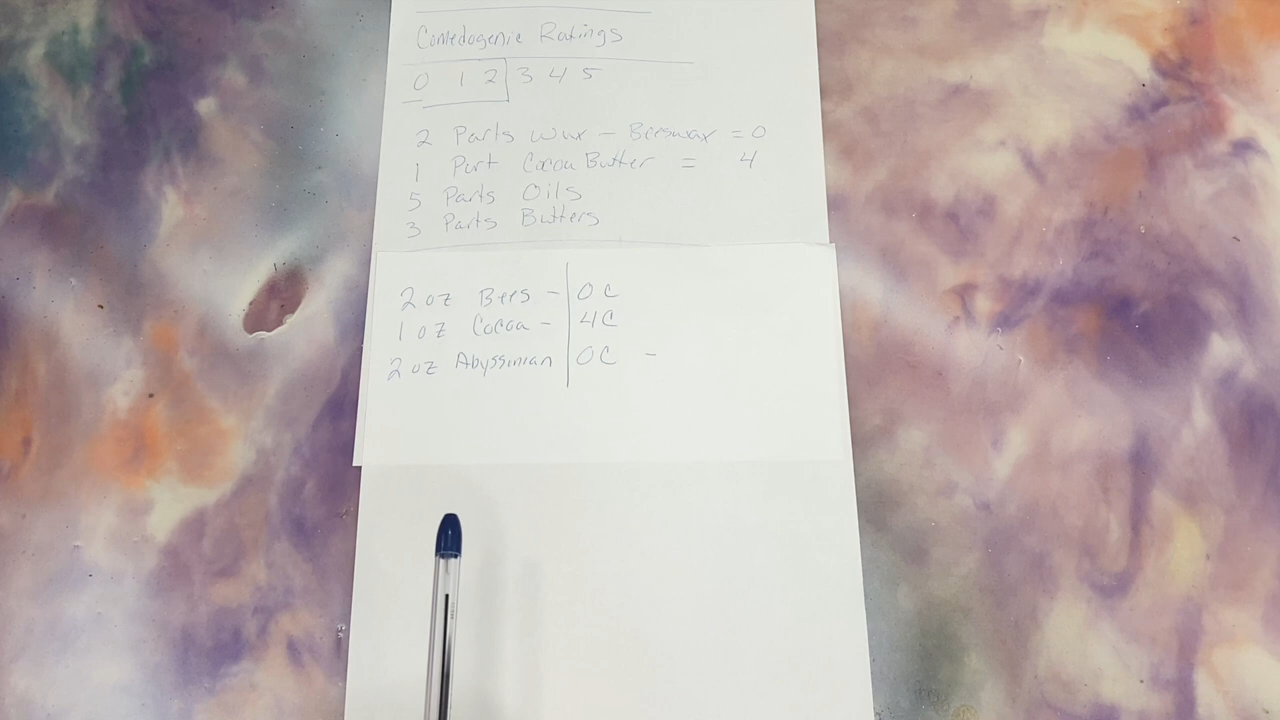 Comedogenic Ratings
0 1 2 3 4 5
2 Parts Wax - Beeswax = 0
1 Part Cocoa Butter = 4
5 Parts Oils
3 Parts Butters
2 oz Bees - 0 C
1 oz Cocoa - 4C
2 oz Abyssinian 0 C -